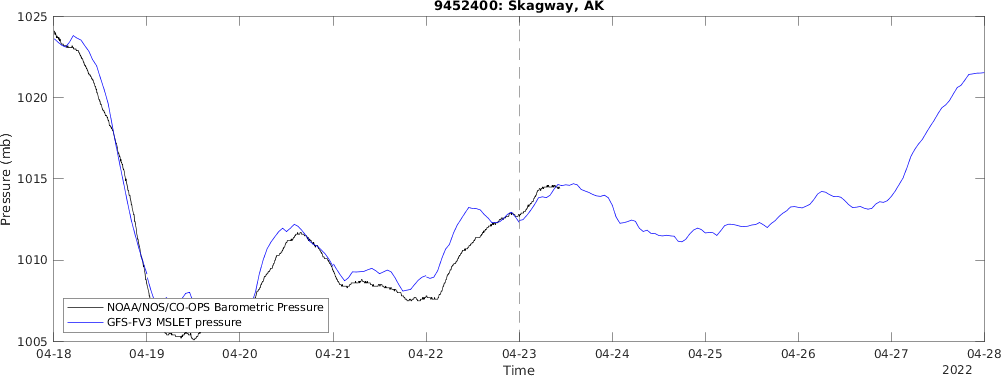 9452400: Skagway, AK
Pressure (mb)
1025
1020
1015
1010
1005
NOAA/NOS/CO-OPS Barometric Pressure
GFS-FV3 MSLET pressure
04-18 04-19 04-20 04-21 04-22 04-23 04-24 04-25 04-26 04-27 04-28
Time
2022